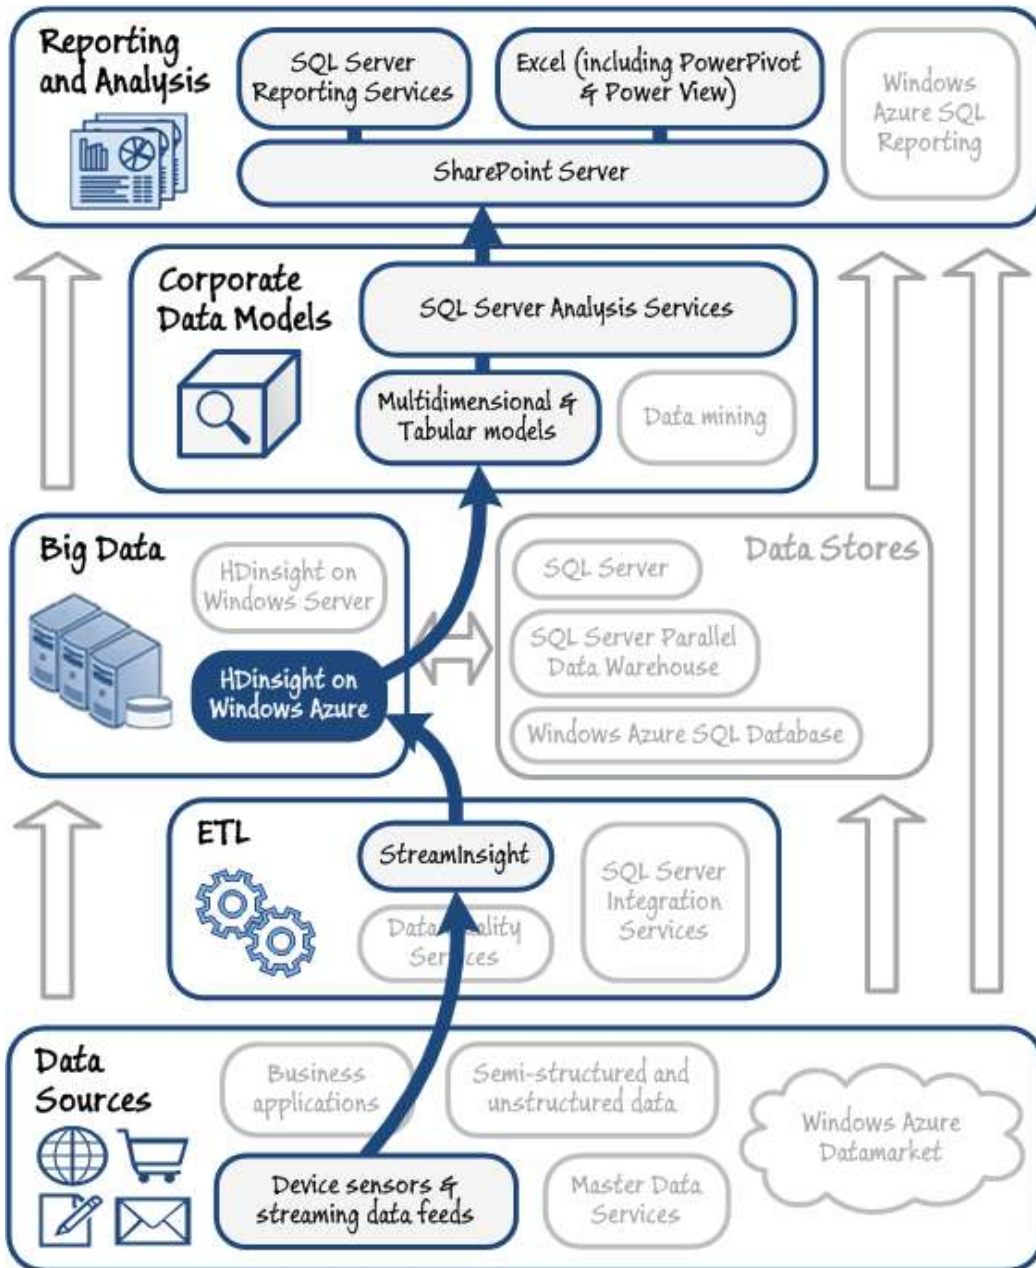 Reporting
and Analysis
SQL Server
Reporting Services
Excel (including PowerPivot
& Power View)
Windows
Azure SQL
Reporting
SharePoint Server
Corporate
Data Models
SQL Server Analysis Services
Multidimensional &
Tabular models
Data mining
Big Data
HDinsight on
Windows Server
HDinsight on
Windows Azure
Data Stores
SQL Server
SQL Server Parallel
Data Warehouse
Windows Azure SQL Database
ETL
StreamInsight
Data Quality
Services
SQL Server
Integration
Services
Data
Sources
Business
applications
Semi-structured and
unstructured data
Windows Azure
Datamarket
Device sensors &
streaming data feeds
Master Data
Services